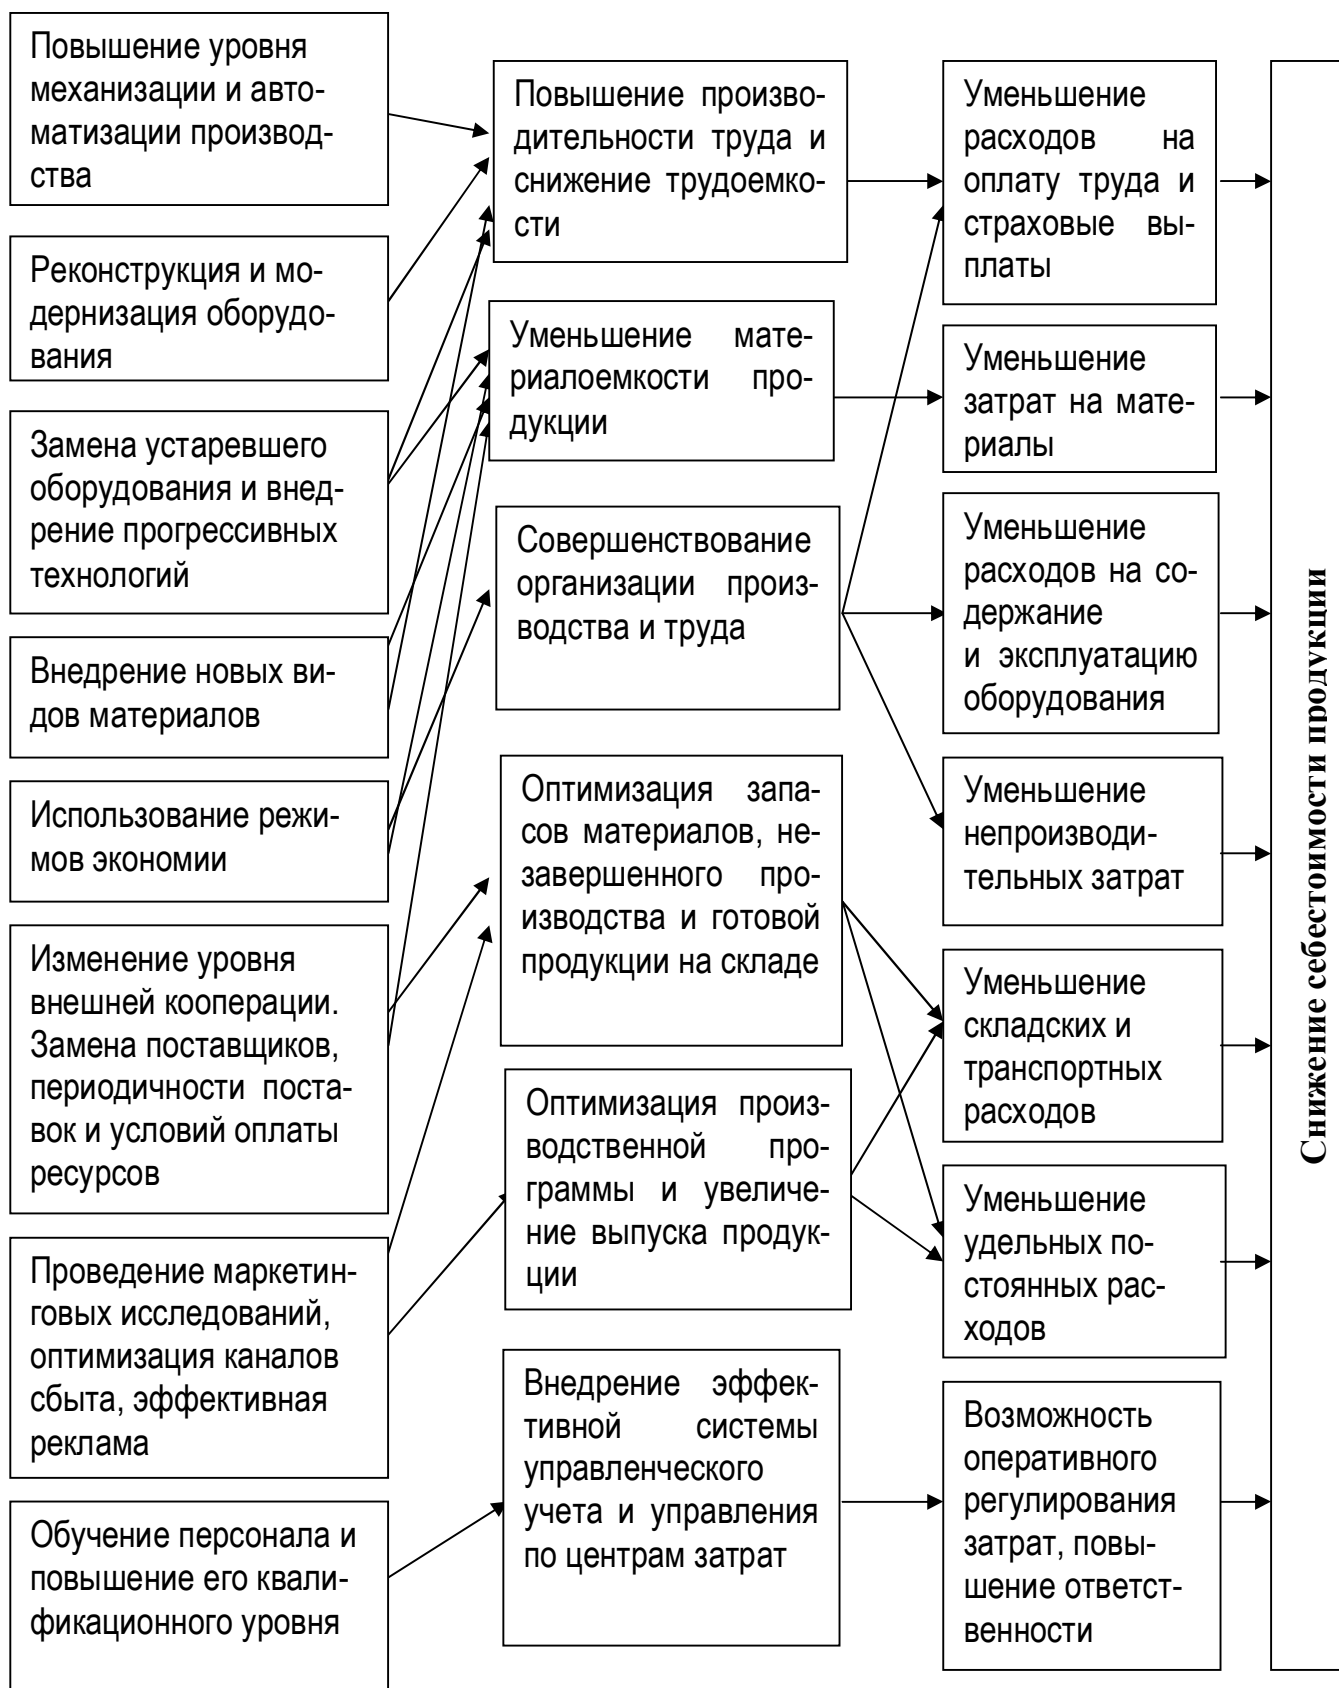 Повышение уровня
механизации и авто-
матизации производ-
ства
Реконструкция и мо-
дернизация оборудо-
вания
Замена устаревшего
оборудования и внед-
рение прогрессивных
технологий
Внедрение новых ви-
дов материалов
Использование режи-
мов экономии
Изменение уровня
внешней кооперации.
Замена поставщиков,
периодичности поста-
вок и условий оплаты
ресурсов
Проведение маркетин-
говых исследований,
оптимизация каналов
сбыта, эффективная
реклама
Обучение персонала и
повышение его квали-
фикационного уровня
Повышение произво-
дительности труда и
снижение трудоемко-
сти
Уменьшение мате-
риалоемкости про-
дукции
Совершенствование
организации произ-
водства и труда
Оптимизация запа-
сов материалов, не-
завершенного про-
изводства и готовой
продукции на складе
Оптимизация произ-
водственной про-
граммы и увеличе-
ние выпуска продук-
ции
Внедрение эффек-
тивной системы
управленческого
учета и управления
по центрам затрат
Уменьшение
расходов на
оплату труда и
страховые вы-
платы
Уменьшение
затрат на мате-
риалы
Уменьшение
расходов на со-
держание
и эксплуатацию
оборудования
Уменьшение
непроизводи-
тельных затрат
Уменьшение
складских и
транспортных
расходов
Уменьшение
удельных по-
стоянных рас-
ходов
Возможность
оперативного
регулирования
затрат, повы-
шение ответст-
венности
Снижение себестоимости продукции